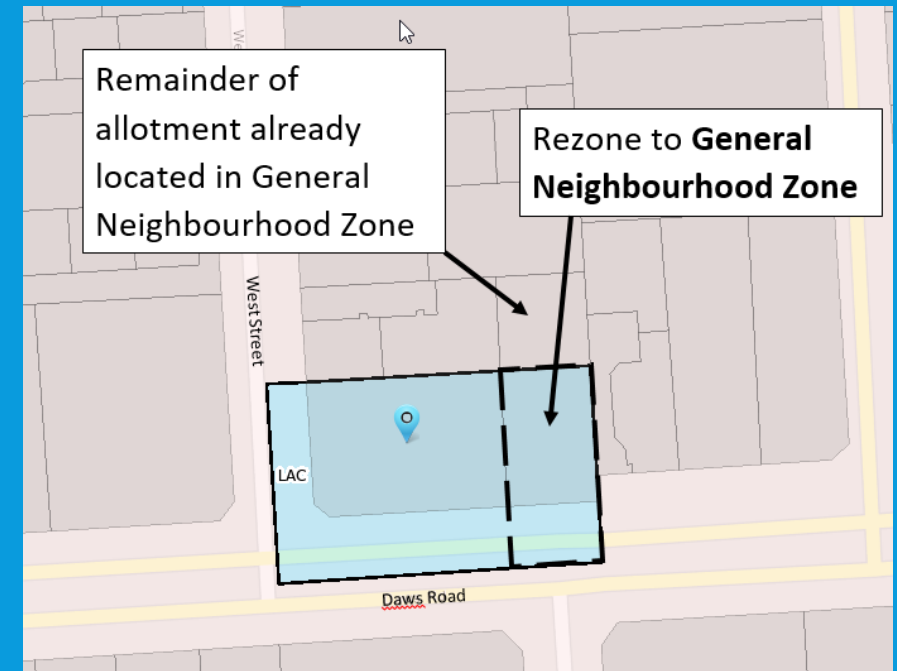 We
Remainder of
allotment already
located in General
Neighbourhood Zone
Rezone to General
Neighbourhood Zone
West Street
O
LAC
Daws Road